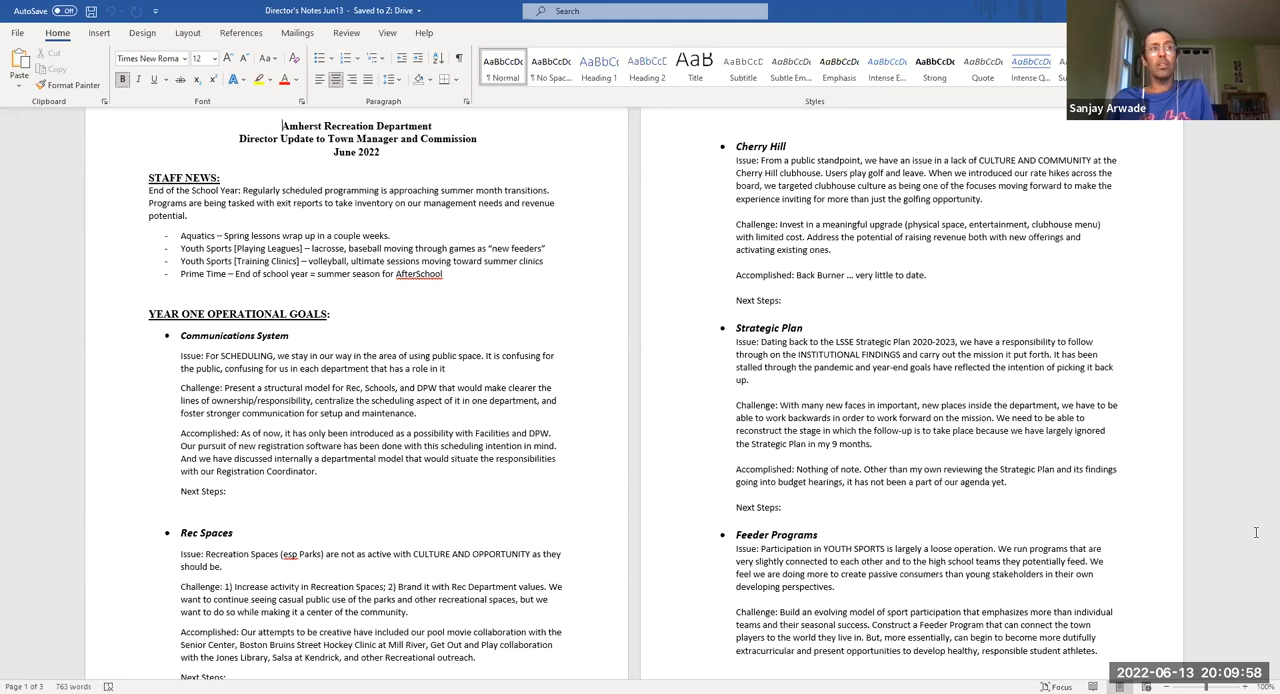 AutoSave
Off
Director's Notes Jun13 - Saved to Z: Drive
Search
File
Home
Insert
Design
Layout
References
Mailings
Review
View
Help
Paste
Cut
Copy
Format Painter
Clipboard
Times New Roma
12
Font
Paragraph
AaBbCcDc
¶ Normal
AaBbCcDc
¶ No Spac...
AaBbCc
Heading 1
AaBbCcD
Heading 2
AaB
Title
AaBbCcD
Subtitle
AaBbCcDc
Subtle Em...
AaBbCcDc
Emphasis
AaBbCcDc
Intense E...
AaBbCcDc
Strong
AaBbCcDc
Quote
AaBbCcDc
Intense Q...
Styles
Sanjay Arwade
Amherst Recreation Department
Director Update to Town Manager and Commission
June 2022
STAFF NEWS:
End of the School Year: Regularly scheduled programming is approaching summer month transitions.
Programs are being tasked with exit reports to take inventory on our management needs and revenue
potential.
- Aquatics – Spring lessons wrap up in a couple weeks.
- Youth Sports [Playing Leagues] – lacrosse, baseball moving through games as “new feeders”
- Youth Sports [Training Clinics] – volleyball, ultimate sessions moving toward summer clinics
- Prime Time – End of school year = summer season for AfterSchool
YEAR ONE OPERATIONAL GOALS:
• Communications System
Issue: For SCHEDULING, we stay in our way in the area of using public space. It is confusing for
the public, confusing for us in each department that has a role in it
Challenge: Present a structural model for Rec, Schools, and DPW that would make clearer the
lines of ownership/responsibility, centralize the scheduling aspect of it in one department, and
foster stronger communication for setup and maintenance.
Accomplished: As of now, it has only been introduced as a possibility with Facilities and DPW.
Our pursuit of new registration software has been done with this scheduling intention in mind.
And we have discussed internally a departmental model that would situate the responsibilities
with our Registration Coordinator.
Next Steps:
• Rec Spaces
Issue: Recreation Spaces (esp Parks) are not as active with CULTURE AND OPPORTUNITY as they
should be.
Challenge: 1) Increase activity in Recreation Spaces; 2) Brand it with Rec Department values. We
want to continue seeing casual public use of the parks and other recreational spaces, but we
want to do so while making it a center of the community.
Accomplished: Our attempts to be creative have included our pool movie collaboration with the
Senior Center, Boston Bruins Street Hockey Clinic at Mill River, Get Out and Play collaboration
with the Jones Library, Salsa at Kendrick, and other Recreational outreach.
Next Steps:
• Cherry Hill
Issue: From a public standpoint, we have an issue in a lack of CULTURE AND COMMUNITY at the
Cherry Hill clubhouse. Users play golf and leave. When we introduced our rate hikes across the
board, we targeted clubhouse culture as being one of the focuses moving forward to make the
experience inviting for more than just the golfing opportunity.
Challenge: Invest in a meaningful upgrade (physical space, entertainment, clubhouse menu)
with limited cost. Address the potential of raising revenue both with new offerings and
activating existing ones.
Accomplished: Back Burner ... very little to date.
Next Steps:
• Strategic Plan
Issue: Dating back to the LSSE Strategic Plan 2020-2023, we have a responsibility to follow
through on the INSTITUTIONAL FINDINGS and carry out the mission it put forth. It has been
stalled through the pandemic and year-end goals have reflected the intention of picking it back
up.
Challenge: With many new faces in important, new places inside the department, we have to be
able to work backwards in order to work forward on the mission. We need to be able to
reconstruct the stage in which the follow-up is to take place because we have largely ignored
the Strategic Plan in my 9 months.
Accomplished: Nothing of note. Other than my own reviewing the Strategic Plan and its findings
going into budget hearings, it has not been a part of our agenda yet.
Next Steps:
• Feeder Programs
Issue: Participation in YOUTH SPORTS is largely a loose operation. We run programs that are
very slightly connected to each other and to the high school teams they potentially feed. We
feel we are doing more to create passive consumers than young stakeholders in their own
developing perspectives.
Challenge: Build an evolving model of sport participation that emphasizes more than individual
teams and their seasonal success. Construct a Feeder Program that can connect the town
players to the world they live in. But, more essentially, can begin to become more dutifully
extracurricular and present opportunities to develop healthy, responsible student athletes.
2022-06-13 20:09:58
Page 1 of 3
763 words
Focus
100%